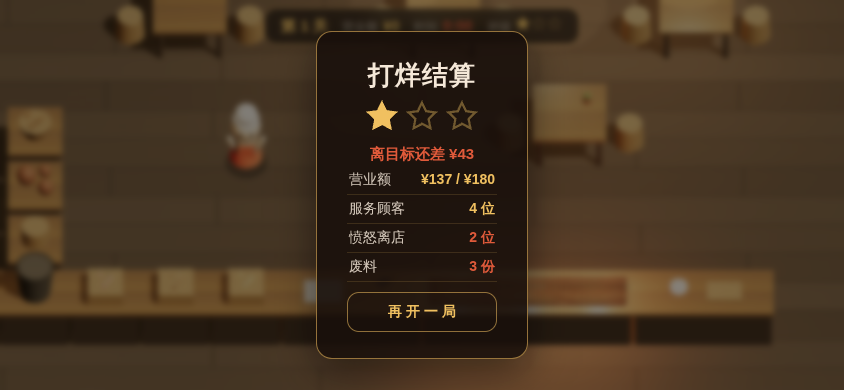 打烊结算
离目标还差 ¥43
营业额 ¥137 / ¥180
服务顾客 4 位
愤怒离店 2 位
废料 3 份
再开一局